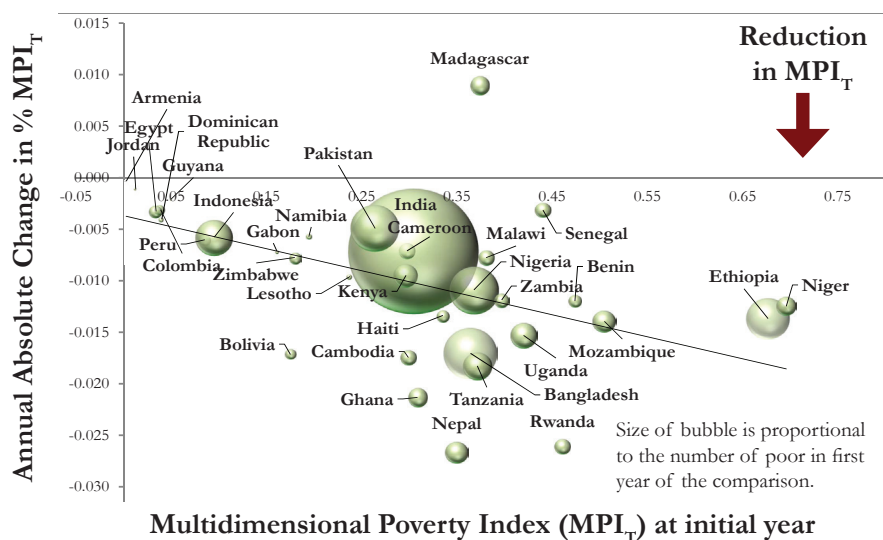 Annual Absolute Change in % MPI_T
0.015
0.010
0.005
0.000
-0.005
-0.010
-0.015
-0.020
-0.025
-0.030
-0.05
0.05
0.15
0.25
0.35
0.45
0.55
0.65
0.75
Madagascar
Reduction
in MPI_T
Armenia
Egypt
Dominican
Republic
Jordan
Guyana
Pakistan
Indonesia
Namibia
India
Cameroon
Peru
Gabon
Malawi
Senegal
Colombia
Zimbabwe
Nigeria
Benin
Lesotho
Kenya
Zambia
Ethiopia
Niger
Haiti
Bolivia
Cambodia
Mozambique
Uganda
Ghana
Tanzania
Bangladesh
Nepal
Rwanda
Size of bubble is proportional
to the number of poor in first
year of the comparison.
Multidimensional Poverty Index (MPI_T) at initial year